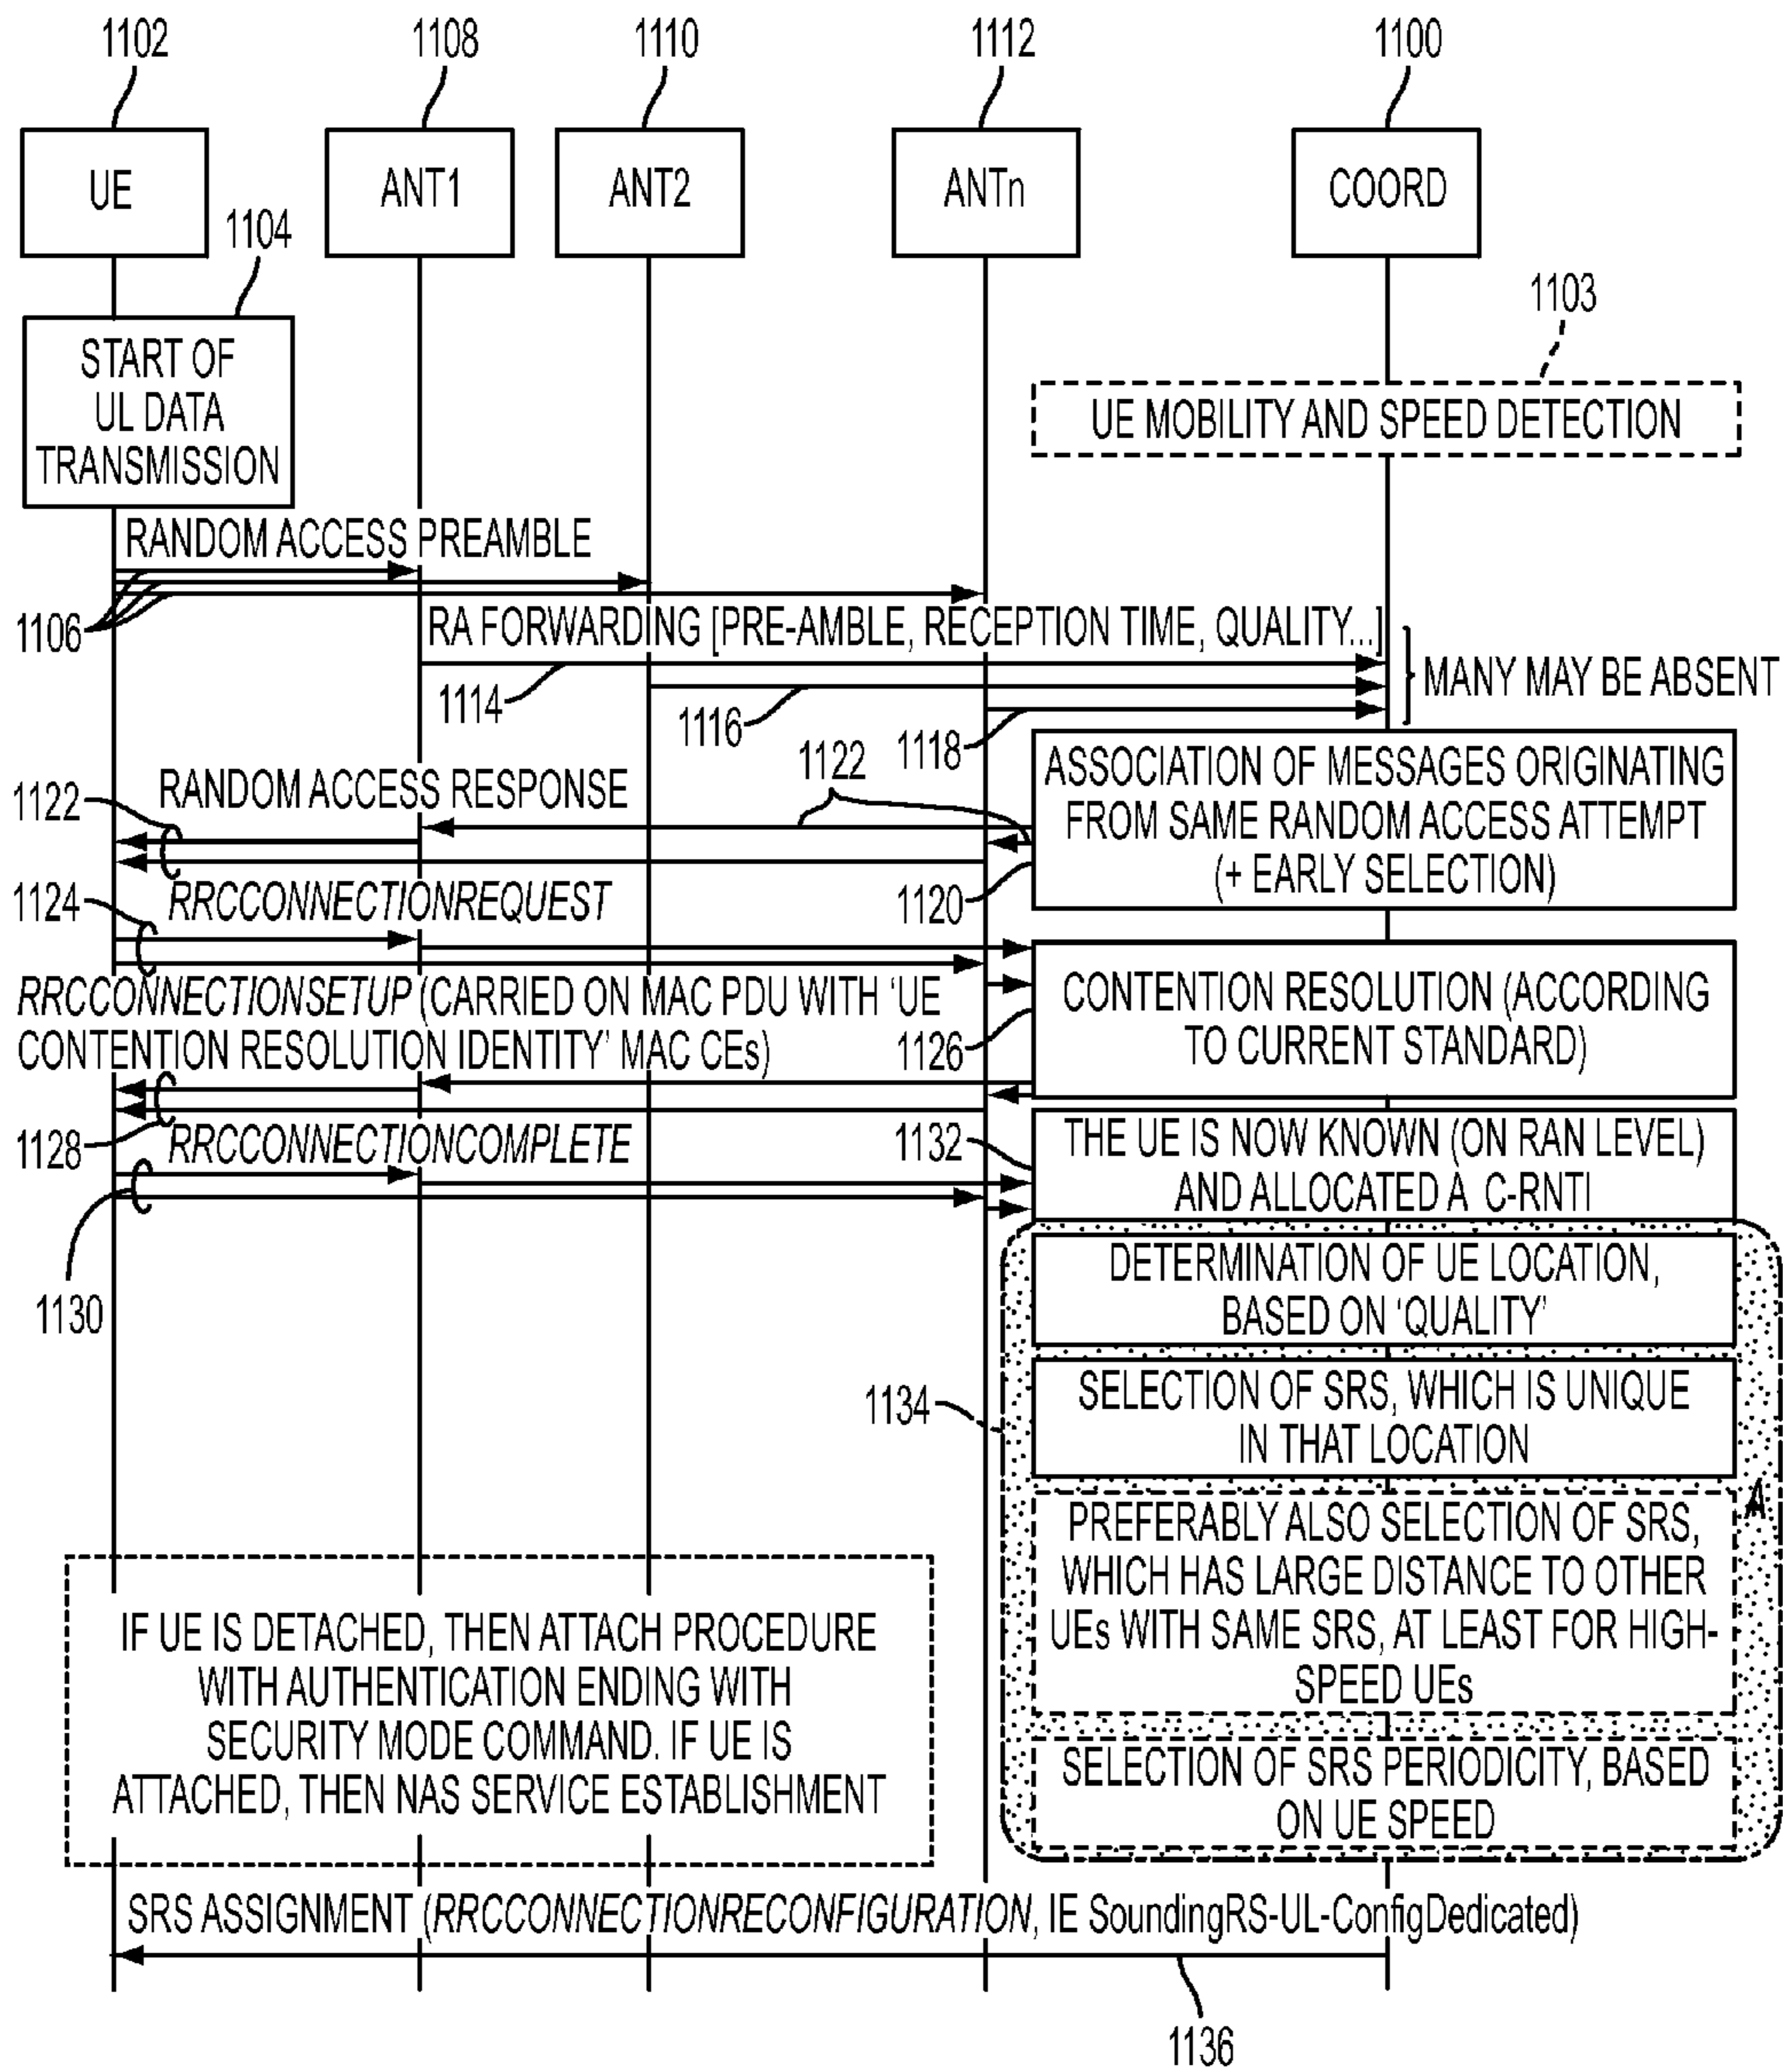 1102
1108
1110
1112
1100
UE
ANT1
ANT2
ANTn
COORD
1104
1103
START OF
UL DATA
TRANSMISSION
UE MOBILITY AND SPEED DETECTION
RANDOM ACCESS PREAMBLE
1106
RA FORWARDING [PRE-AMBLE, RECEPTION TIME, QUALITY...]
MANY MAY BE ABSENT
1114
1116
1118
1122
RANDOM ACCESS RESPONSE
1122
ASSOCIATION OF MESSAGES ORIGINATING
FROM SAME RANDOM ACCESS ATTEMPT
(+ EARLY SELECTION)
1120
1124
RRCCONNECTIONREQUEST
RRCCONNECTIONSETUP (CARRIED ON MAC PDU WITH ‘UE
CONTENTION RESOLUTION IDENTITY’ MAC CEs)
CONTENTION RESOLUTION (ACCORDING
TO CURRENT STANDARD)
1126
1128
RRCCONNECTIONCOMPLETE
1132
THE UE IS NOW KNOWN (ON RAN LEVEL)
AND ALLOCATED A C-RNTI
1130
DETERMINATION OF UE LOCATION,
BASED ON ‘QUALITY’
1134
SELECTION OF SRS, WHICH IS UNIQUE
IN THAT LOCATION
A
PREFERABLY ALSO SELECTION OF SRS,
WHICH HAS LARGE DISTANCE TO OTHER
UEs WITH SAME SRS, AT LEAST FOR HIGH-
SPEED UEs
IF UE IS DETACHED, THEN ATTACH PROCEDURE
WITH AUTHENTICATION ENDING WITH
SECURITY MODE COMMAND. IF UE IS
ATTACHED, THEN NAS SERVICE ESTABLISHMENT
SELECTION OF SRS PERIODICITY, BASED
ON UE SPEED
SRS ASSIGNMENT (RRCCONNECTIONRECONFIGURATION, IE SoundingRS-UL-ConfigDedicated)
1136